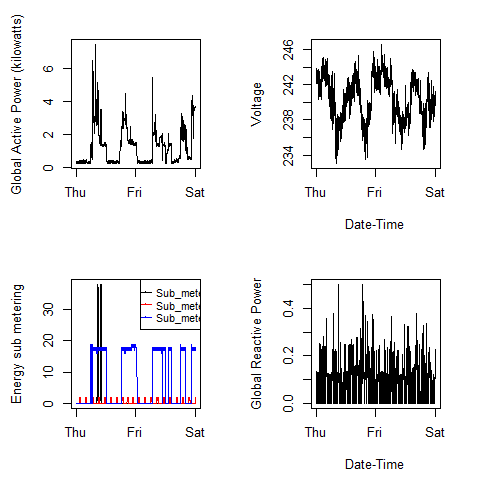 Global Active Power (kilowatts)
0 2 4 6
Thu Fri Sat
Voltage
234 238 242 246
Thu Fri Sat
Date-Time
Energy sub metering
0 10 20 30
Sub_mete
Sub_mete
Sub_mete
Thu Fri Sat
Global Reactive Power
0.0 0.2 0.4
Thu Fri Sat
Date-Time